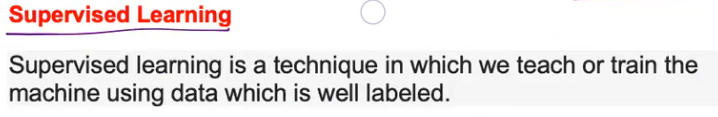 Supervised Learning
Supervised learning is a technique in which we teach or train the
machine using data which is well labeled.